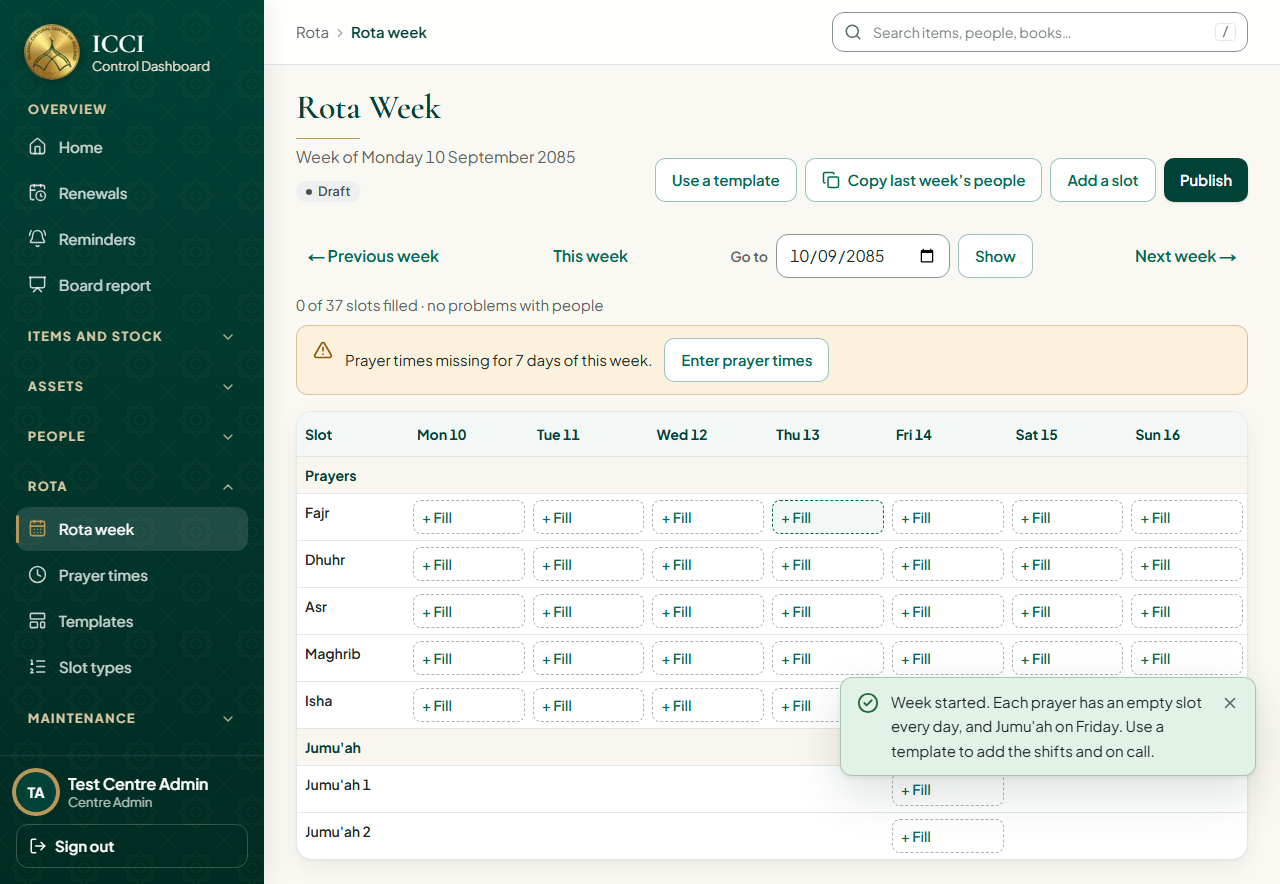 ICCI
Control Dashboard
OVERVIEW
Home
Renewals
Reminders
Board report
ITEMS AND STOCK
ASSETS
PEOPLE
ROTA
Rota week
Prayer times
Templates
Slot types
MAINTENANCE
TA
Test Centre Admin
Centre Admin
Sign out
Rota › Rota week
Search items, people, books… /
Rota Week
Week of Monday 10 September 2085
Draft
Use a template Copy last week’s people Add a slot Publish
← Previous week This week Go to 10/09/2085 Show Next week →
0 of 37 slots filled · no problems with people
Prayer times missing for 7 days of this week. Enter prayer times
Slot Mon 10 Tue 11 Wed 12 Thu 13 Fri 14 Sat 15 Sun 16
Prayers
Fajr + Fill + Fill + Fill + Fill + Fill + Fill + Fill
Dhuhr + Fill + Fill + Fill + Fill + Fill + Fill + Fill
Asr + Fill + Fill + Fill + Fill + Fill + Fill + Fill
Maghrib + Fill + Fill + Fill + Fill + Fill + Fill + Fill
Isha + Fill + Fill + Fill + Fill
Week started. Each prayer has an empty slot
every day, and Jumu'ah on Friday. Use a
template to add the shifts and on call.
Jumu'ah
Jumu'ah 1 + Fill
Jumu'ah 2 + Fill